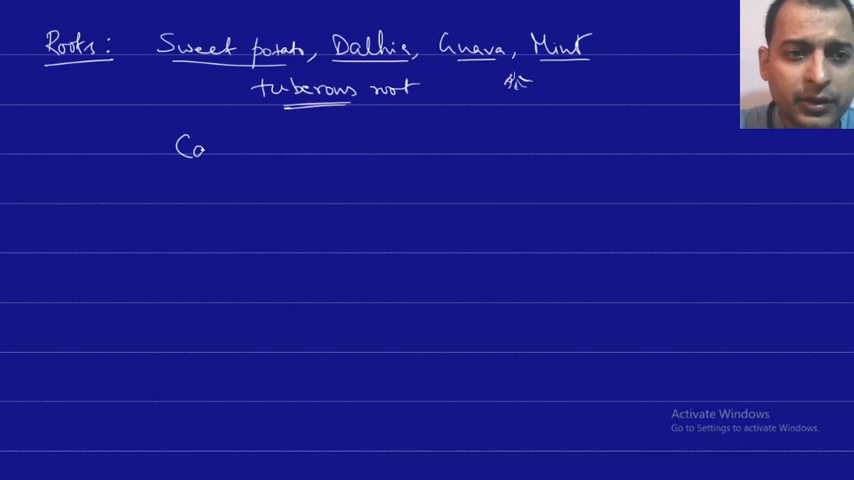 Roots: Sweet potato, Dalhia, Guava, Mint
tuberous root
Co
Activate Windows
Go to Settings to activate Windows.